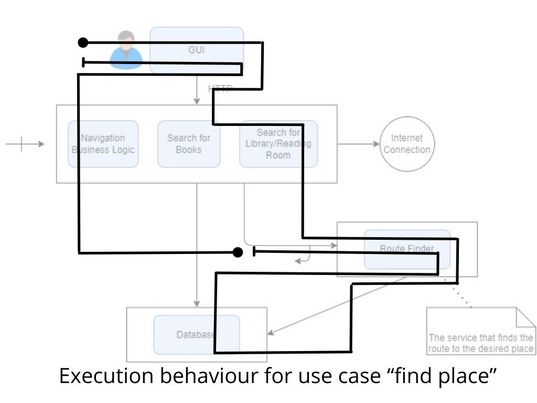 GUI
HTTP
Navigation
Business Logic
Search for
Books
Search for
Library/Reading
Room
Internet
Connection
Route Finder
Database
The service that finds the
route to the desired place
Execution behaviour for use case “find place”